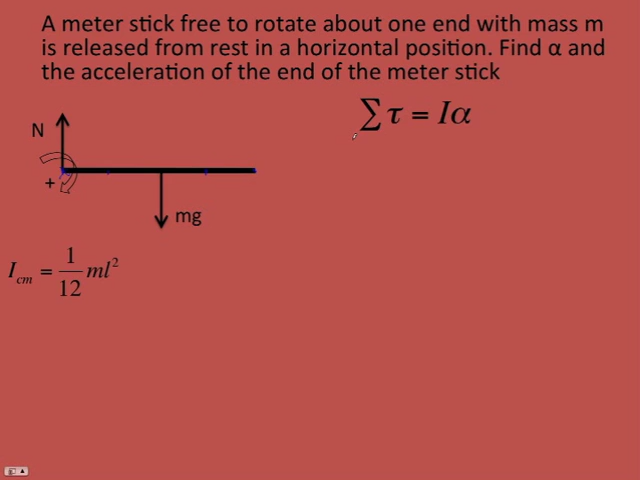 A meter stick free to rotate about one end with mass m
is released from rest in a horizontal position. Find α and
the acceleration of the end of the meter stick
∑τ = Iα
N
+
mg
I_cm = 1/12 ml²